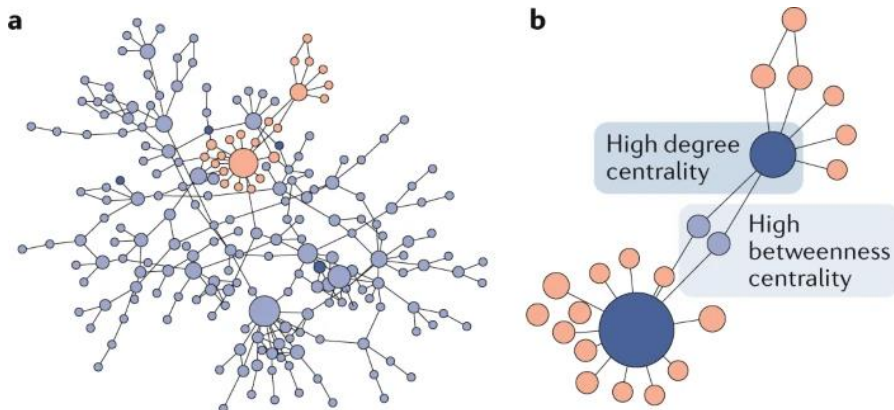 a
b
High degree
centrality
High
betweenness
centrality